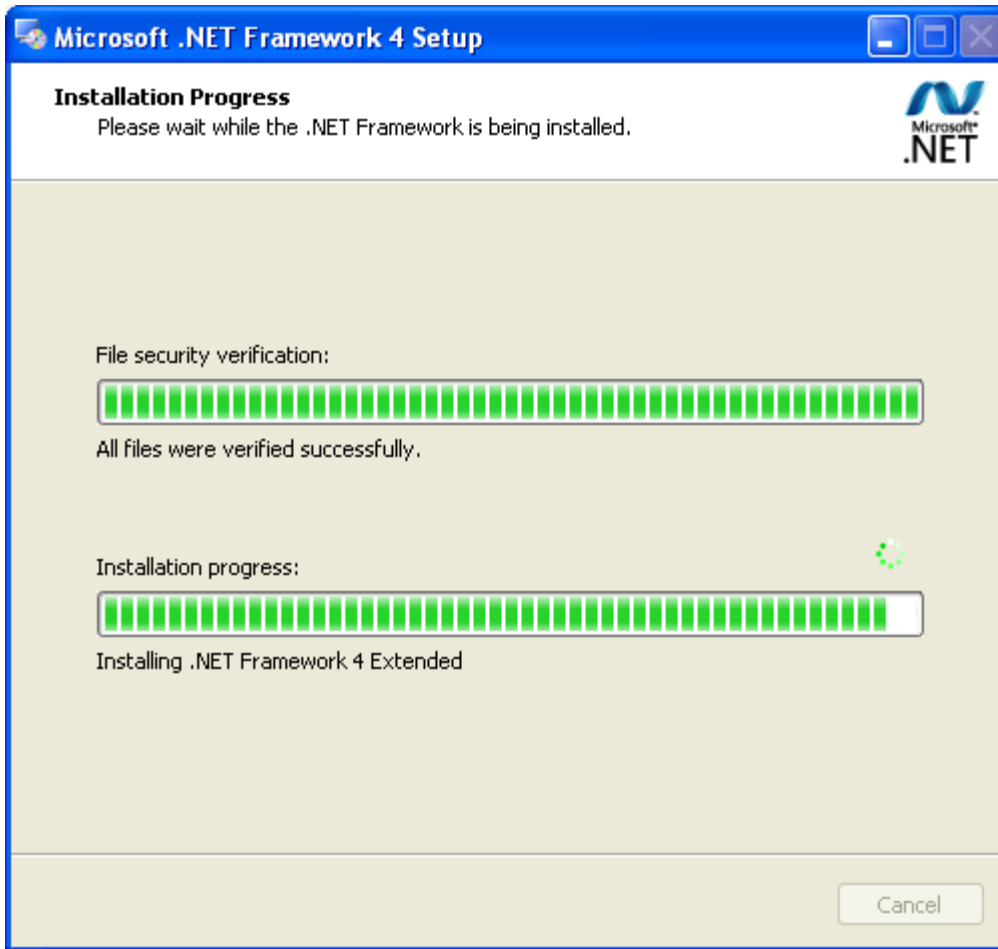 Microsoft .NET Framework 4 Setup
Installation Progress
Please wait while the .NET Framework is being installed.
Microsoft®
.NET
File security verification:
All files were verified successfully.
Installation progress:
Installing .NET Framework 4 Extended
Cancel